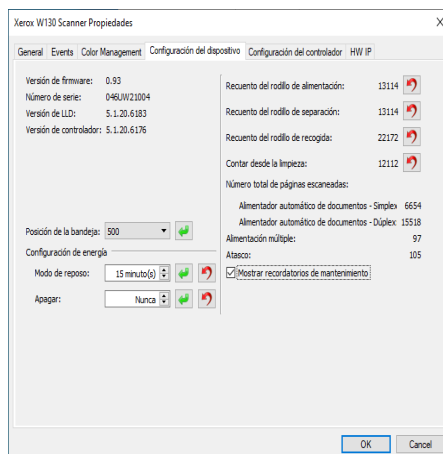 Xerox W130 Scanner Propiedades
General Events Color Management Configuración del dispositivo Configuración del controlador HW IP
Versión de firmware: 0.93
Número de serie: 046UW21004
Versión de LLD: 5.1.20.6183
Versión de controlador: 5.1.20.6176
Posición de la bandeja: 500
Configuración de energía
Modo de reposo: 15 minuto(s)
Apagar: Nunca
Recuento del rodillo de alimentación: 13114
Recuento del rodillo de separación: 13114
Recuento del rodillo de recogida: 22172
Contar desde la limpieza: 12112
Número total de páginas escaneadas:
Alimentador automático de documentos - Simplex 6654
Alimentador automático de documentos - Dúplex 15518
Alimentación múltiple: 97
Atasco: 105
Mostrar recordatorios de mantenimiento
OK Cancel